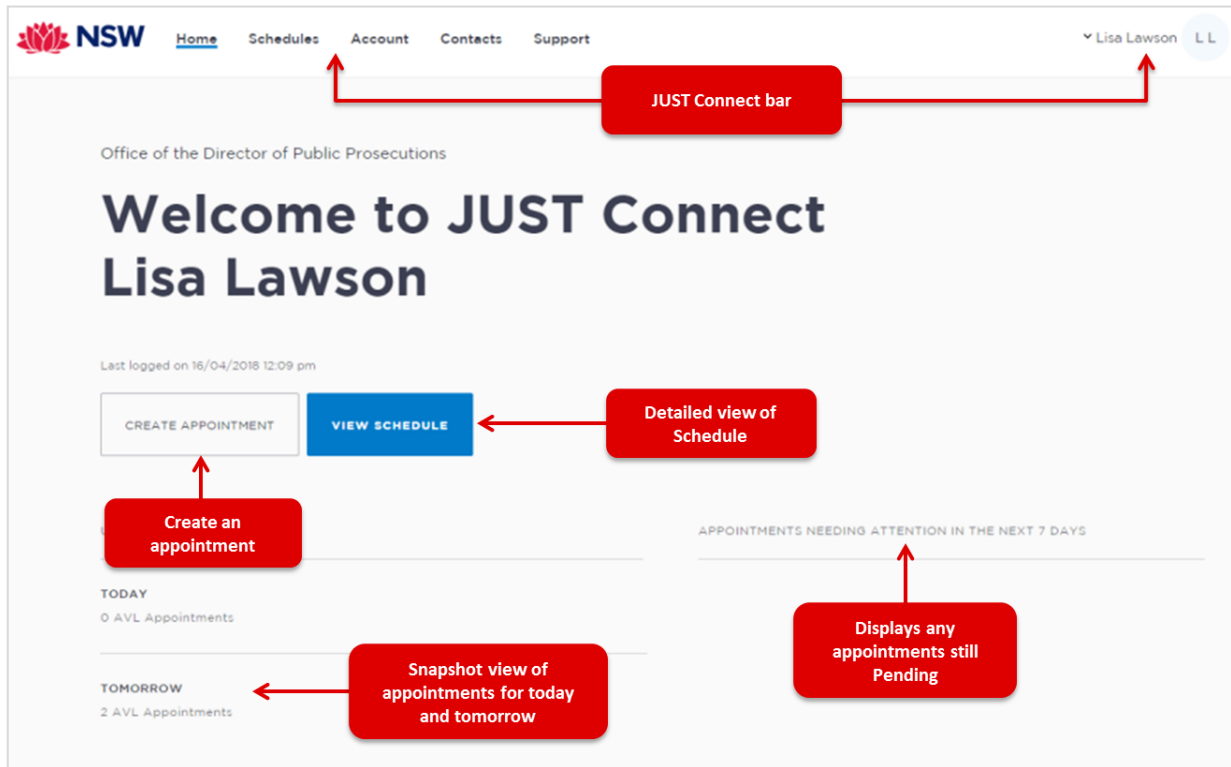 NSW
Home Schedules Account Contacts Support
Lisa Lawson LL
JUST Connect bar
Office of the Director of Public Prosecutions
Welcome to JUST Connect
Lisa Lawson
Last logged on 16/04/2018 12:09 pm
CREATE APPOINTMENT
VIEW SCHEDULE
Detailed view of
Schedule
Create an
appointment
APPOINTMENTS NEEDING ATTENTION IN THE NEXT 7 DAYS
TODAY
0 AVL Appointments
Displays any
appointments still
Pending
Snapshot view of
appointments for today
and tomorrow
TOMORROW
2 AVL Appointments